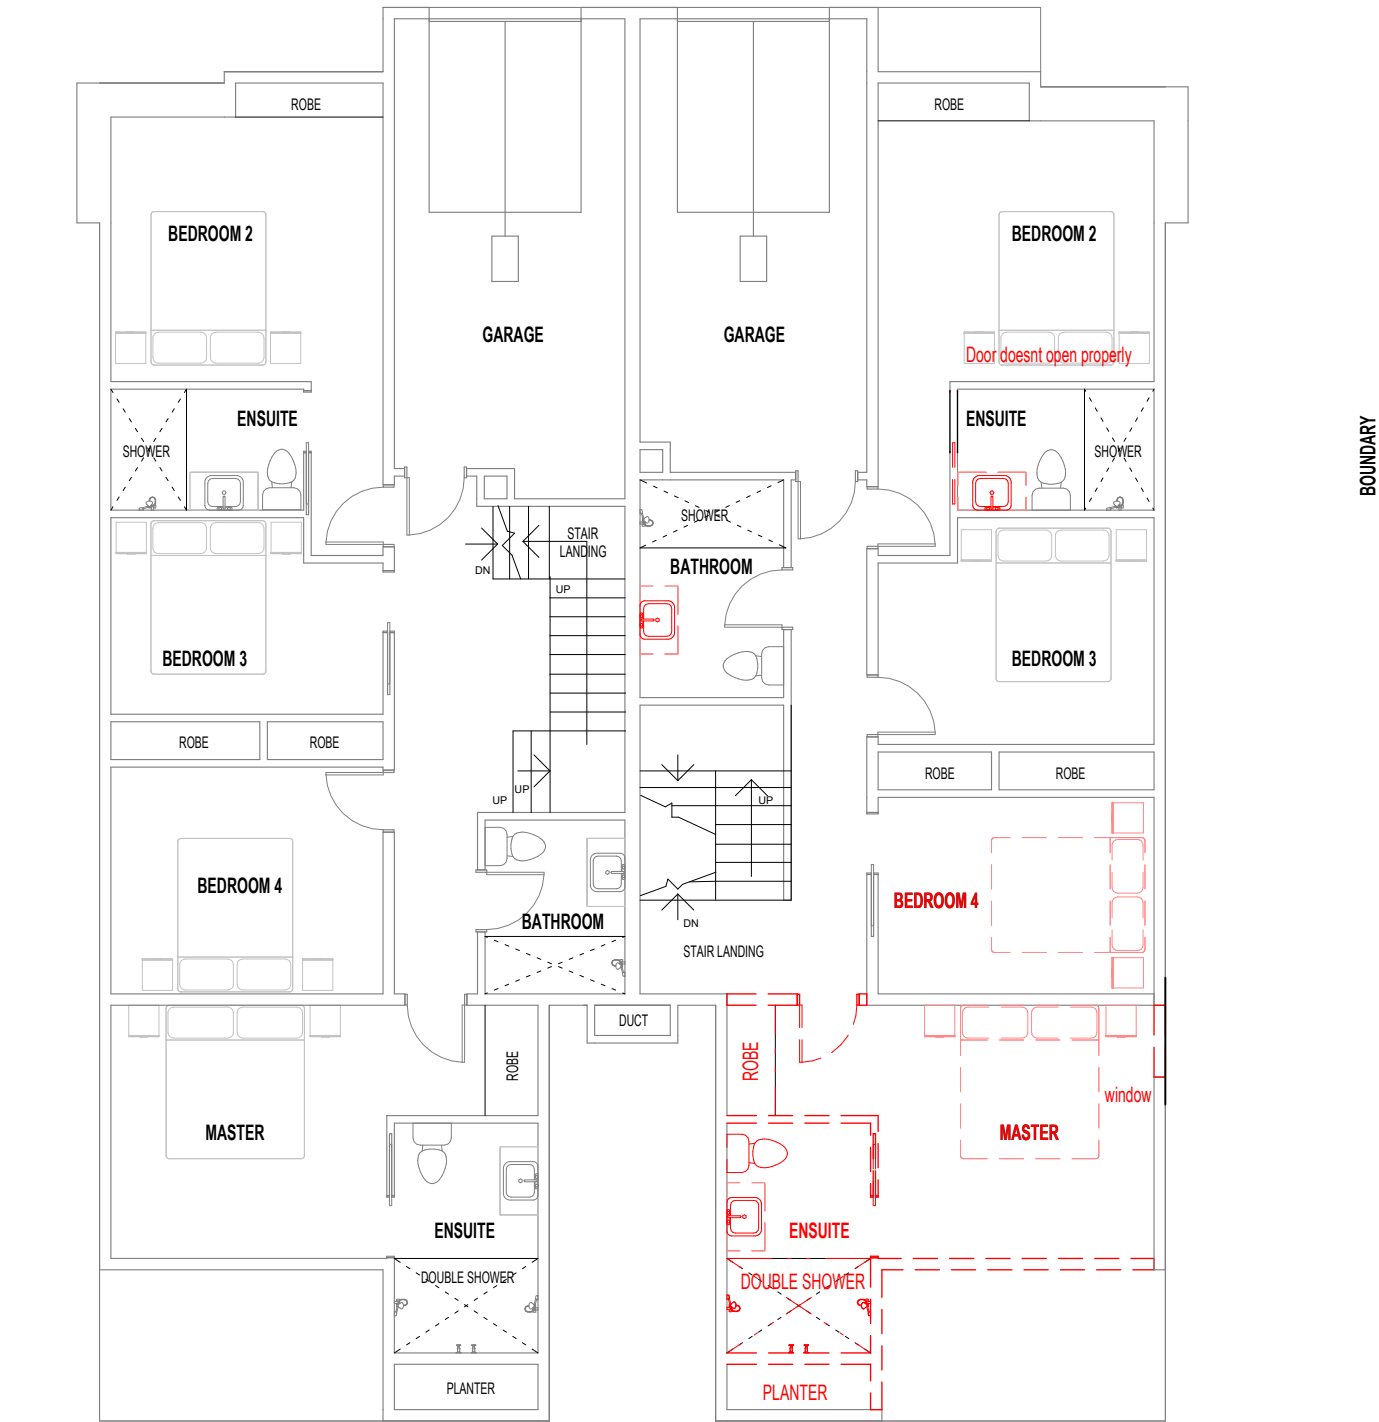 ROBE
ROBE
BEDROOM 2
BEDROOM 2
GARAGE
GARAGE
Door doesnt open properly
ENSUITE
ENSUITE
SHOWER
SHOWER
BOUNDARY
SHOWER
STAIR
LANDING
DN
BATHROOM
UP
BEDROOM 3
BEDROOM 3
ROBE
ROBE
ROBE
ROBE
UP
UP
UP
BEDROOM 4
BEDROOM 4
BATHROOM
DN
STAIR LANDING
DUCT
ROBE
ROBE
window
MASTER
MASTER
ENSUITE
ENSUITE
DOUBLE SHOWER
DOUBLE SHOWER
PLANTER
PLANTER